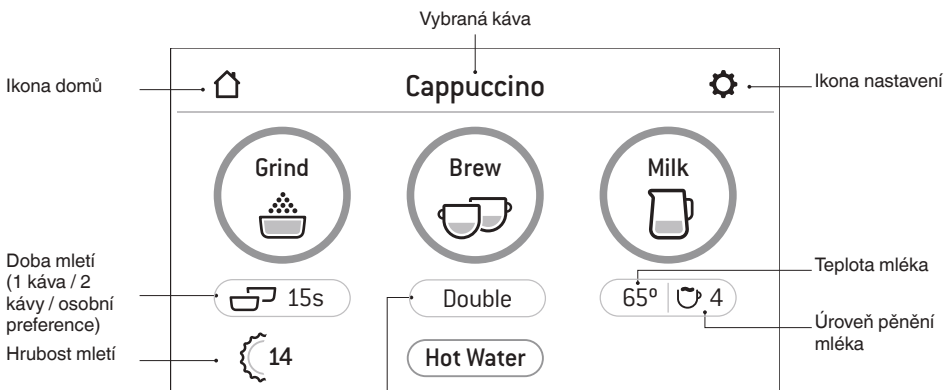 Vybraná káva
Ikona domů
Cappuccino
Ikona nastavení
Grind
Brew
Milk
Doba mletí
(1 káva / 2
kávy / osobní
preference)
15s
Double
65º
4
Teplota mléka
Úroveň pěnění
mléka
Hrubost mletí
14
Hot Water